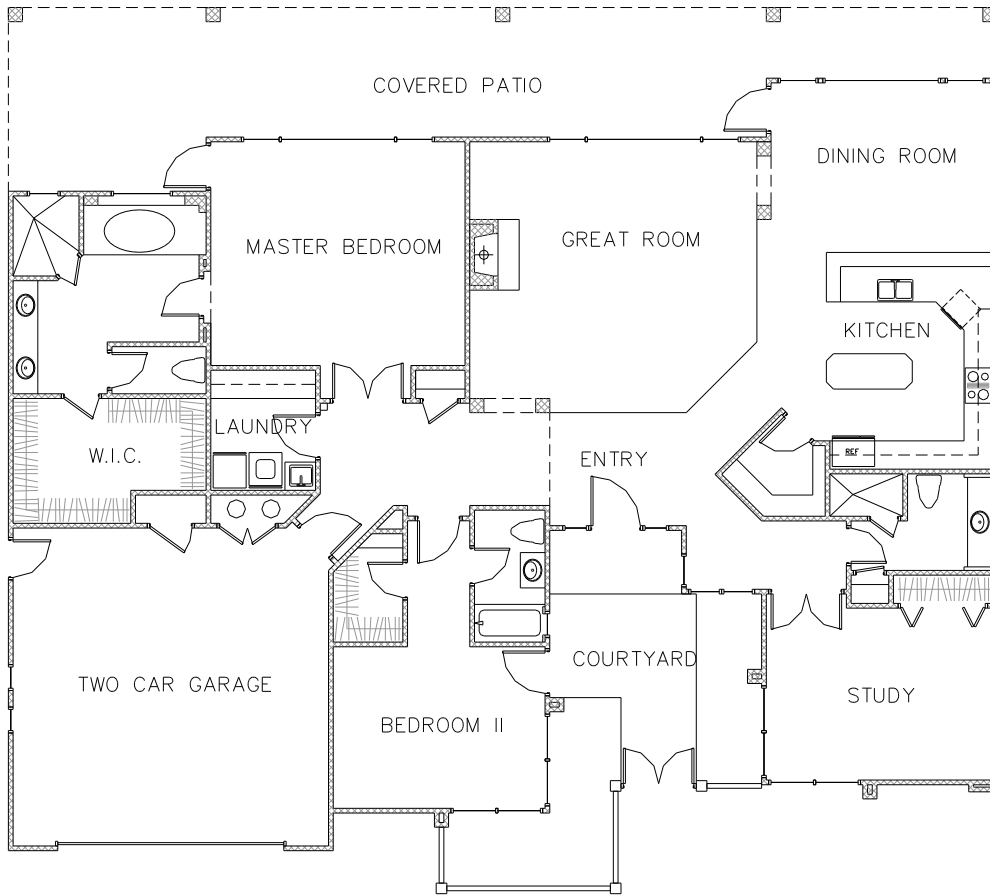 COVERED PATIO
DINING ROOM
MASTER BEDROOM
GREAT ROOM
KITCHEN
LAUNDRY
W.I.C.
ENTRY
REF
COURTYARD
TWO CAR GARAGE
STUDY
BEDROOM II